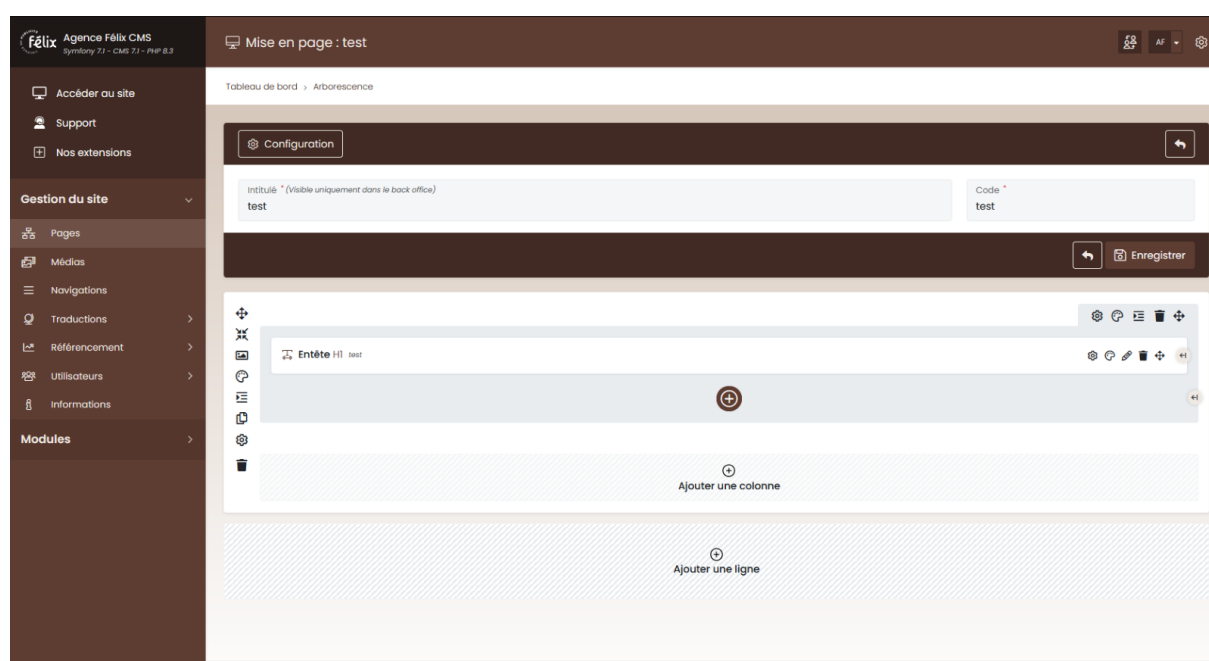 Félix
Agence Félix CMS
Symfony 7.1 - CMS 7.1 - PHP 8.3
Mise en page : test
AF
Accéder au site
Support
Nos extensions
Tableau de bord > Arborescence
Configuration
Gestion du site
Intitulé * (Visible uniquement dans le back office)
test
Code *
test
Pages
Médias
Navigations
Traductions
Référencement
Utilisateurs
Informations
Modules
Enregistrer
Entête H1 test
Ajouter une colonne
Ajouter une ligne